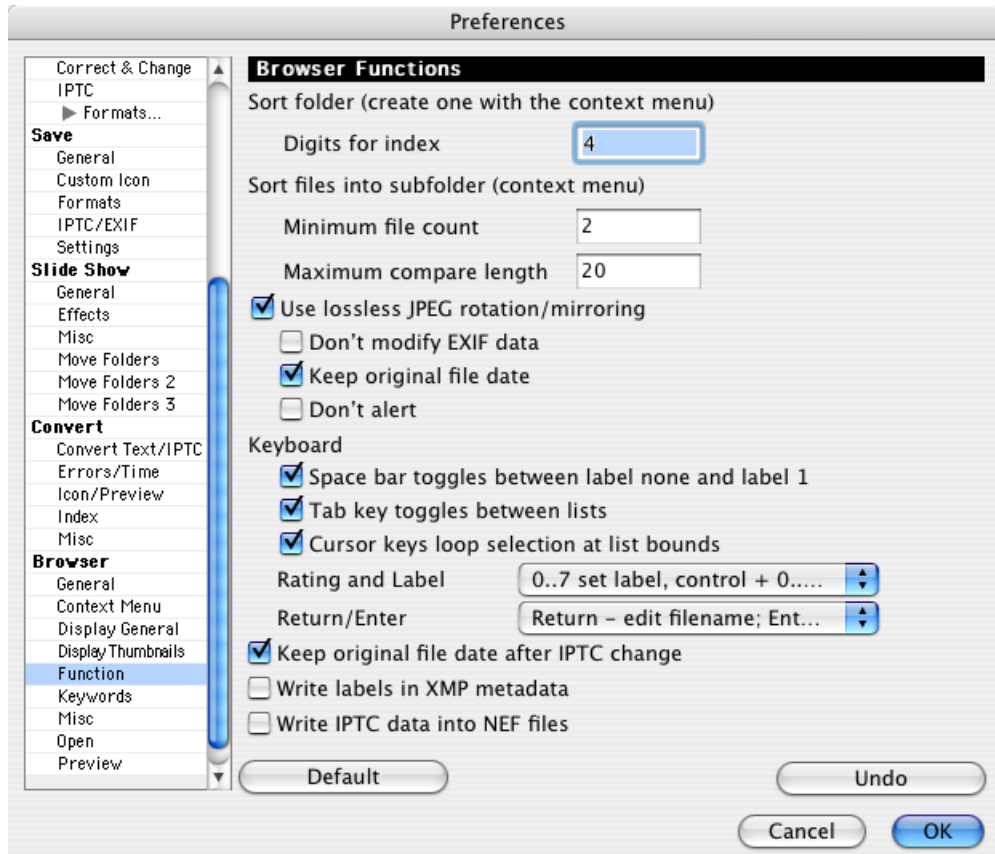 Preferences
Correct & Change
IPTC
Formats...
Save
General
Custom Icon
Formats
IPTC/EXIF
Settings
Slide Show
General
Effects
Misc
Move Folders
Move Folders 2
Move Folders 3
Convert
Convert Text/IPTC
Errors/Time
Icon/Preview
Index
Misc
Browser
General
Context Menu
Display General
Display Thumbnails
Function
Keywords
Misc
Open
Preview
Browser Functions
Sort folder (create one with the context menu)
Digits for index 4
Sort files into subfolder (context menu)
Minimum file count 2
Maximum compare length 20
Use lossless JPEG rotation/mirroring
Don't modify EXIF data
Keep original file date
Don't alert
Keyboard
Space bar toggles between label none and label 1
Tab key toggles between lists
Cursor keys loop selection at list bounds
Rating and Label 0..7 set label, control + 0.....
Return/Enter Return – edit filename; Ent...
Keep original file date after IPTC change
Write labels in XMP metadata
Write IPTC data into NEF files
Default Undo
Cancel OK